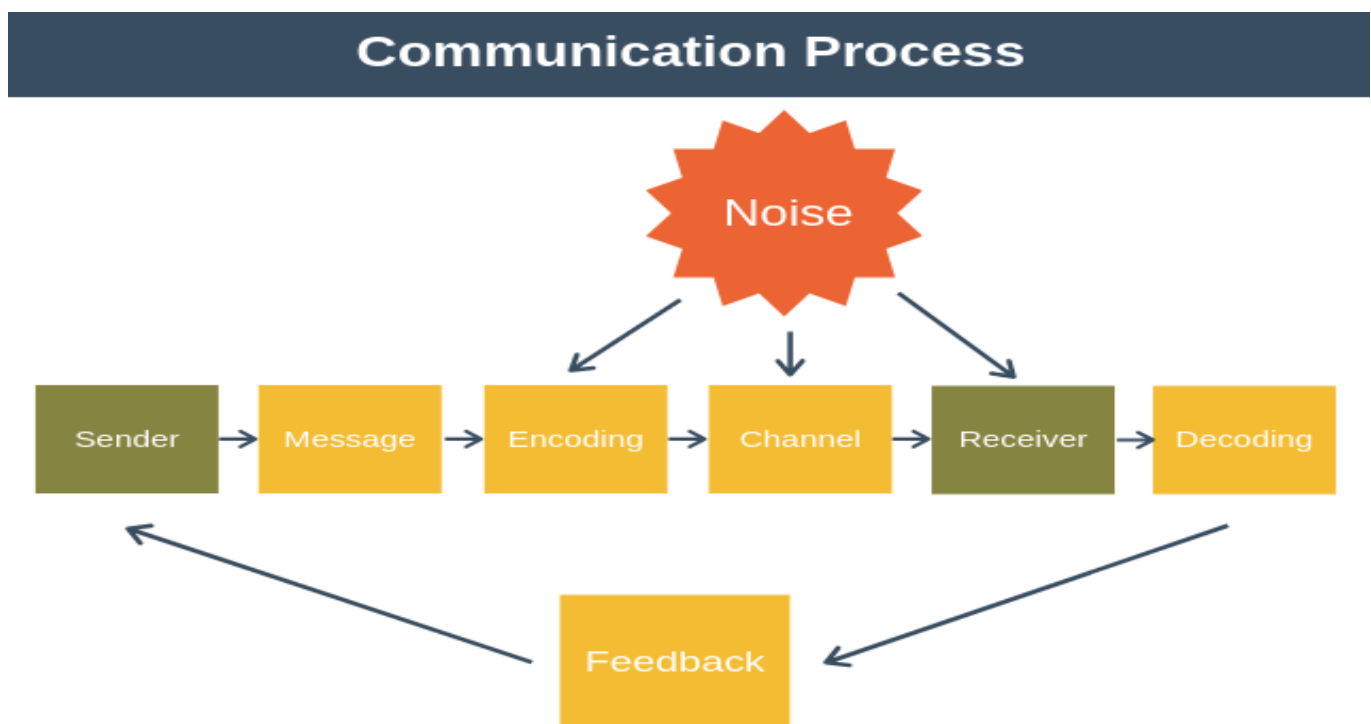 Communication Process
Noise
Sender
Message
Encoding
Channel
Receiver
Decoding
Feedback